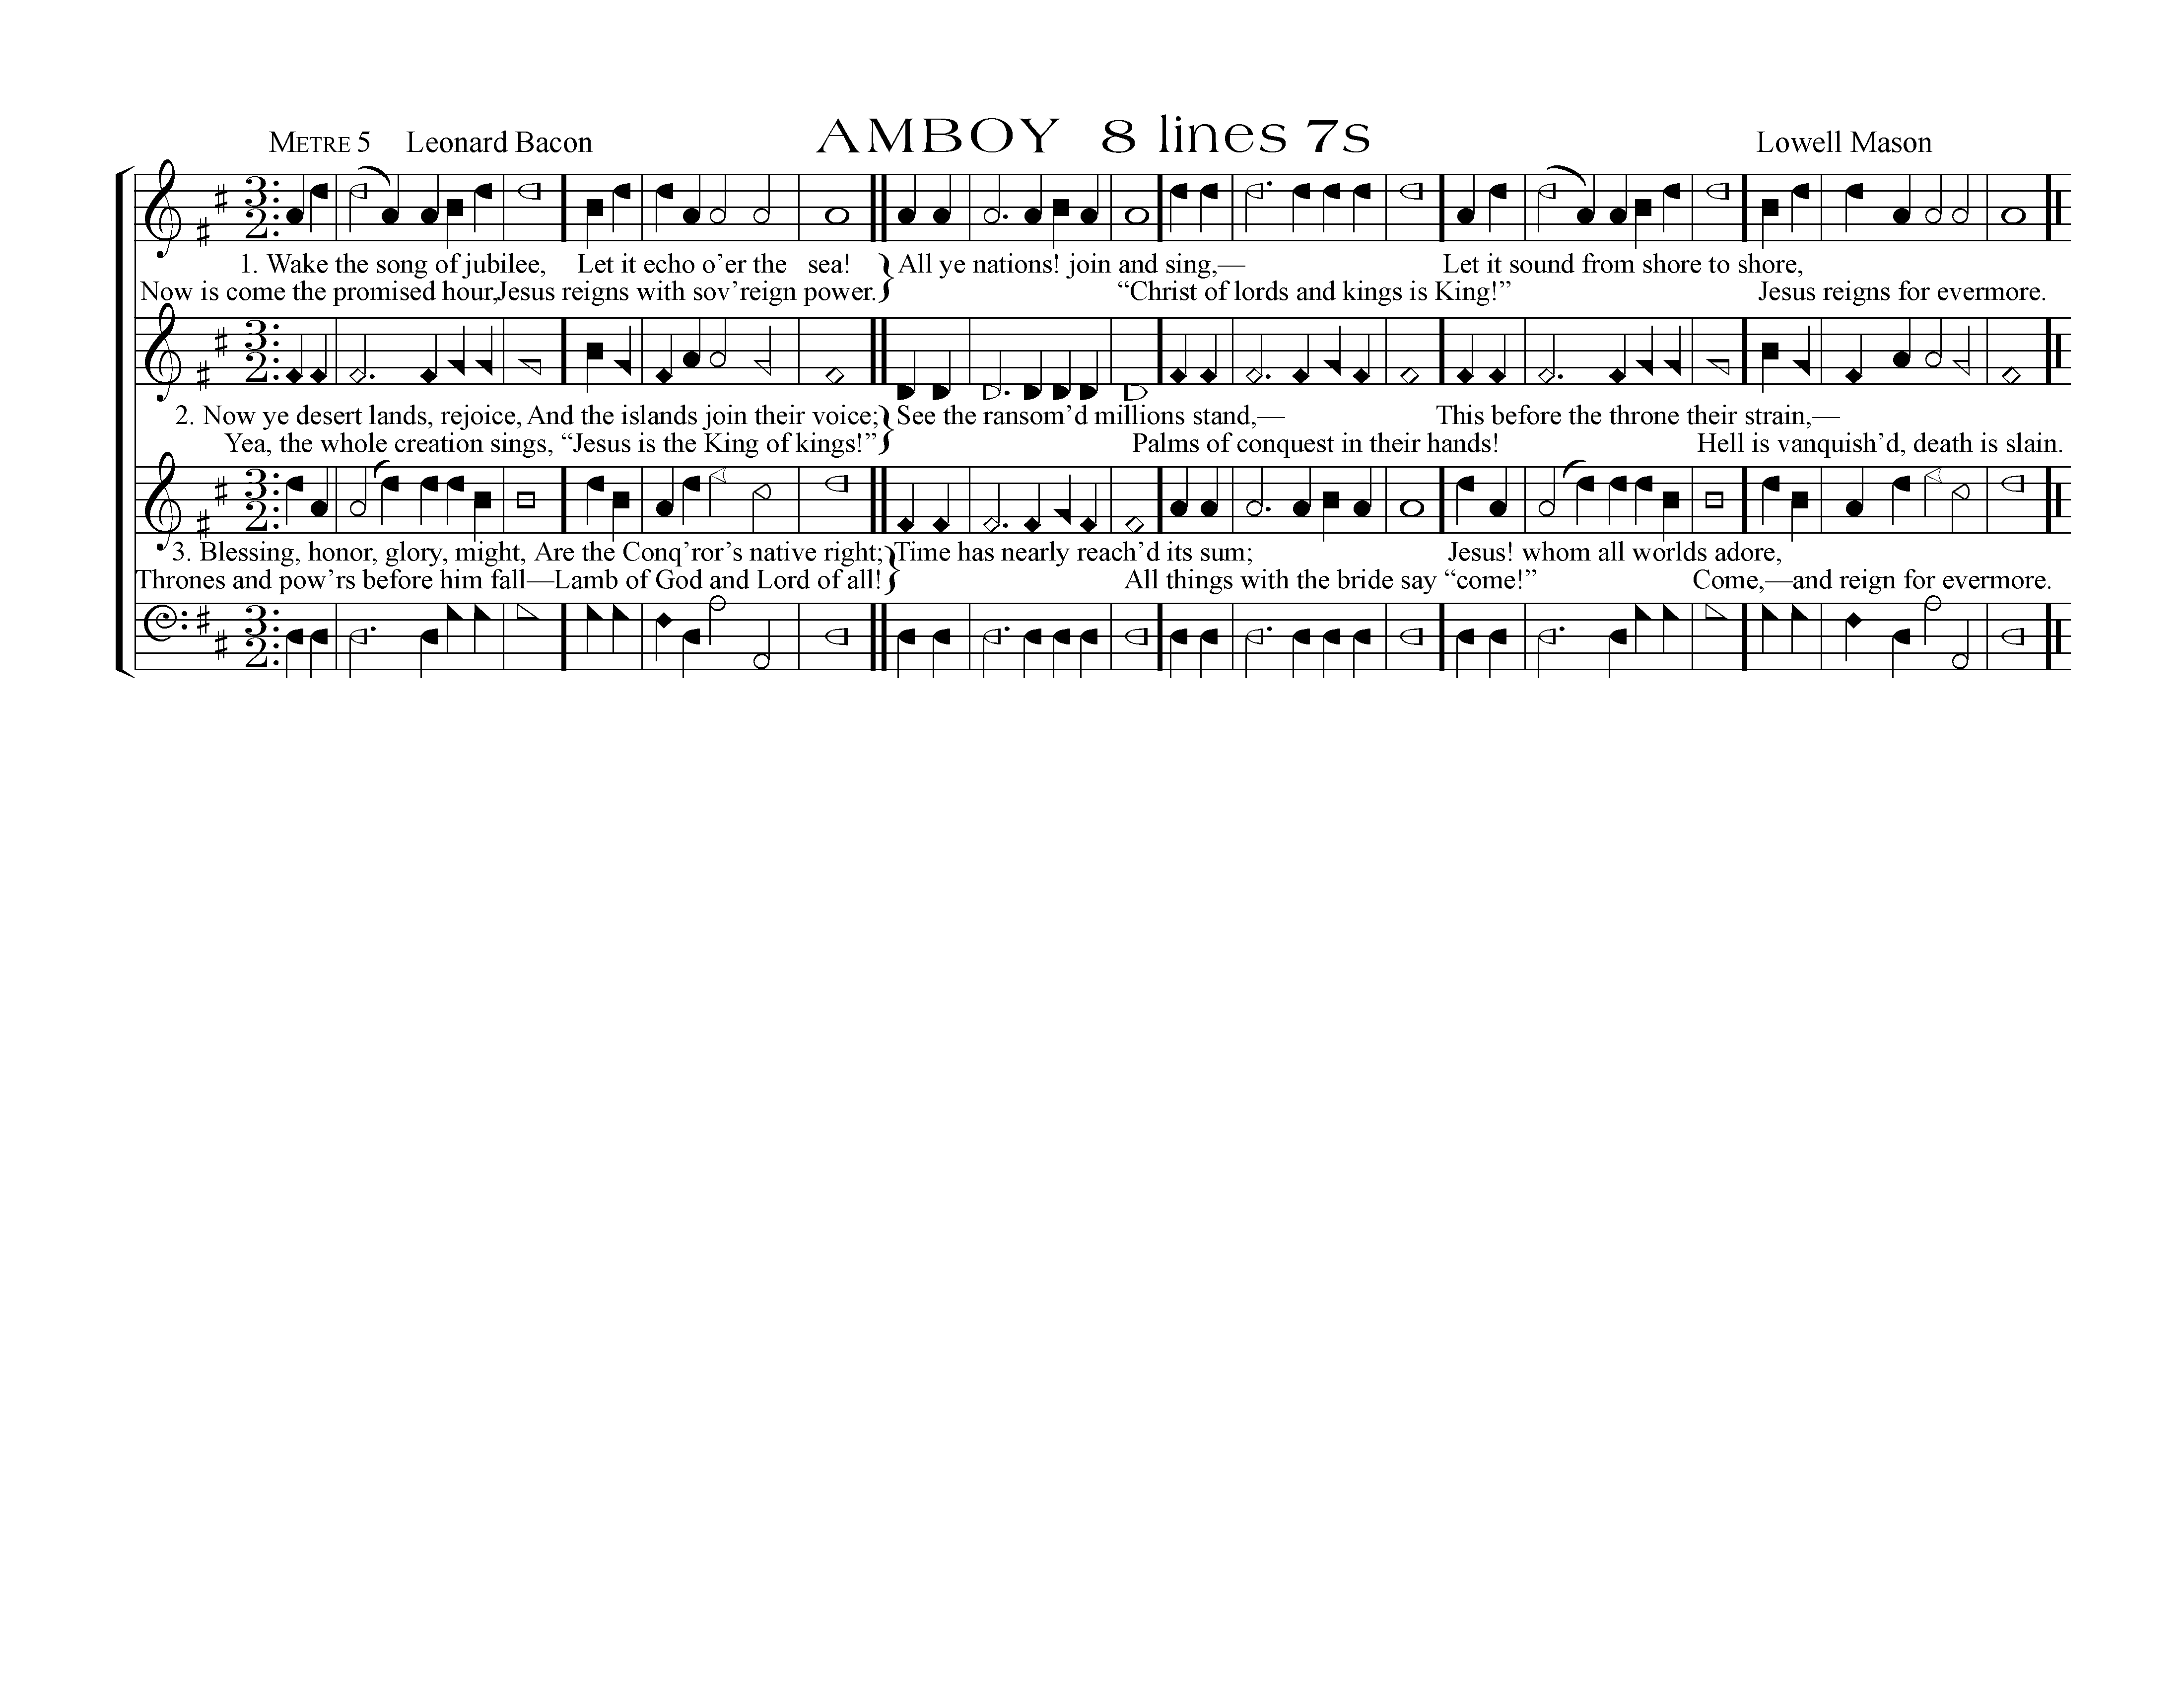 METRE 5 Leonard Bacon AMBOY 8 lines 7s Lowell Mason
3:
2:
1. Wake the song of jubilee, Let it echo o’er the sea! } All ye nations! join and sing,— Let it sound from shore to shore,
Now is come the promised hour, Jesus reigns with sov’reign power. “Christ of lords and kings is King!” Jesus reigns for evermore.
3:
2:
2. Now ye desert lands, rejoice, And the islands join their voice; } See the ransom’d millions stand,— This before the throne their strain,—
Yea, the whole creation sings, “Jesus is the King of kings!” Palms of conquest in their hands! Hell is vanquish’d, death is slain.
3:
2:
3. Blessing, honor, glory, might, Are the Conq’ror’s native right; } Time has nearly reach’d its sum; Jesus! whom all worlds adore,
Thrones and pow’rs before him fall—Lamb of God and Lord of all! All things with the bride say “come!” Come,—and reign for evermore.
3:
2: